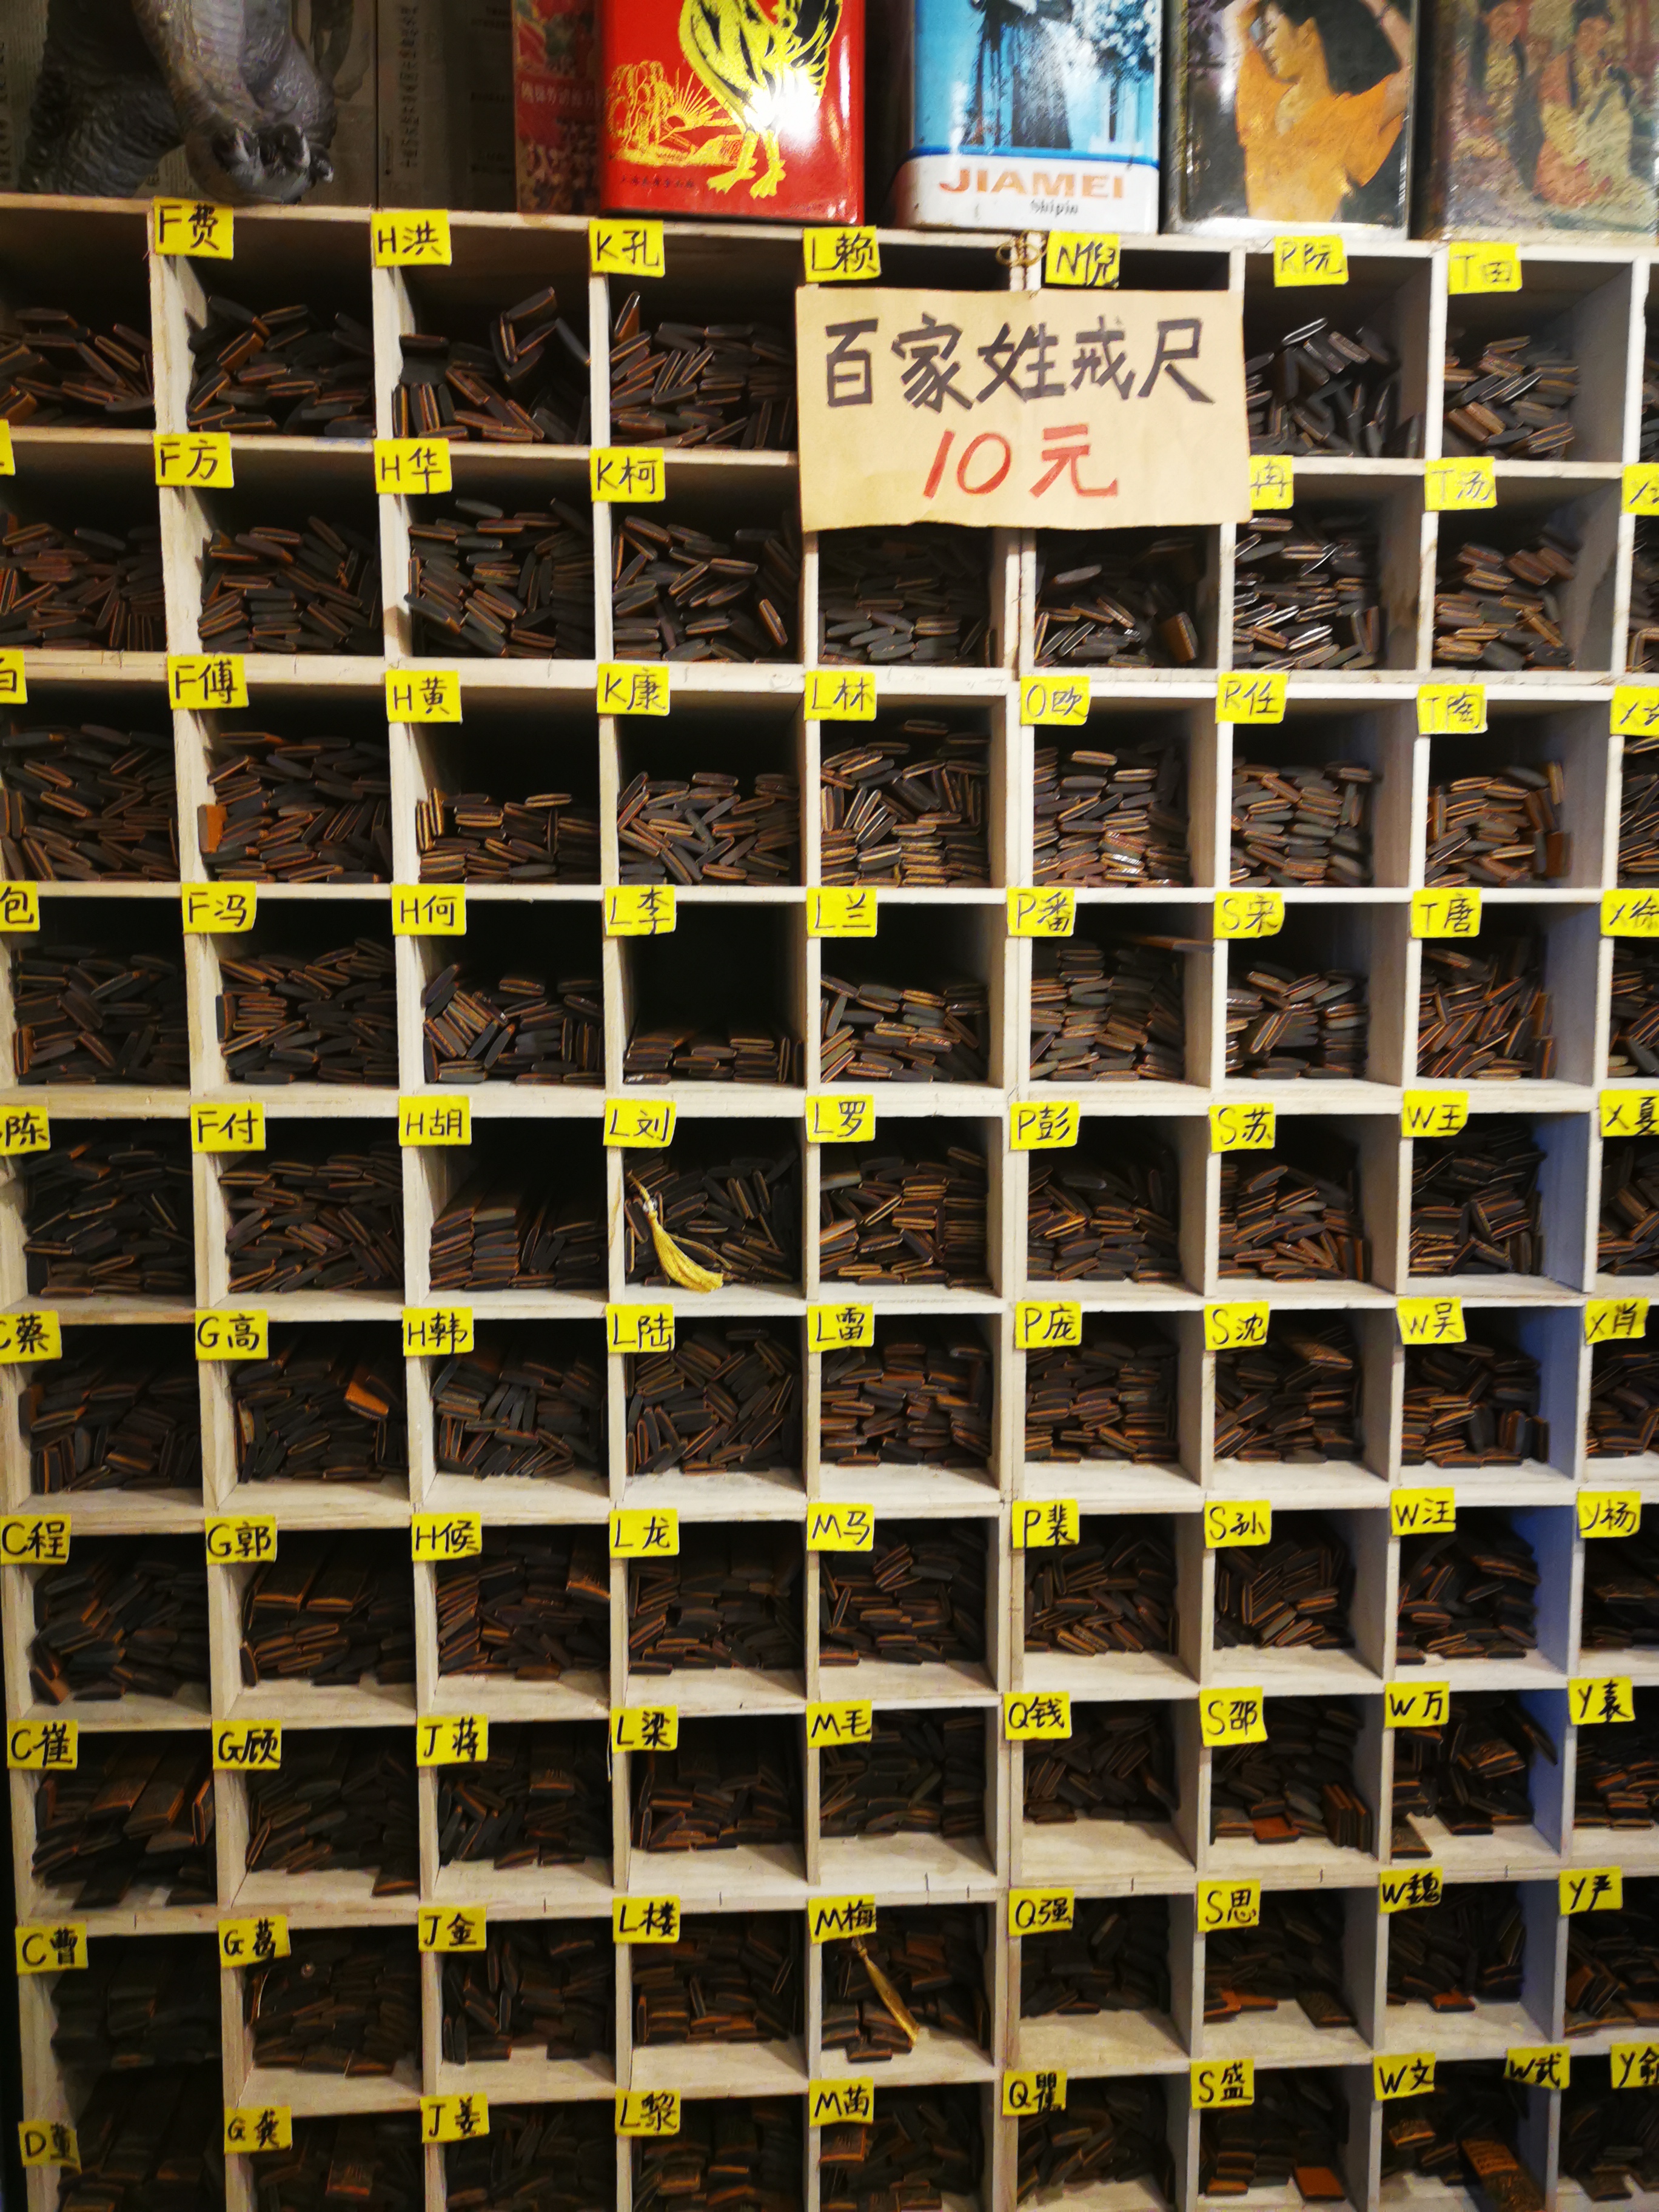 JIAMEI
Shipin
F费
H洪
K孔
L赖
N倪
R阮
T田
百家姓戒尺
10元
F方
H华
K柯
冉
T汤
F傅
H黄
K康
L林
O欧
R任
T陶
包
F冯
H何
L李
L兰
P番
S宋
T唐
X徐
陈
F付
H胡
L刘
L罗
P彭
S苏
W王
X夏
C蔡
G高
H韩
L陆
L雷
P庞
S沈
W吴
X肖
C程
G郭
H候
L龙
M马
P裴
S孙
W汪
Y杨
C崔
G顾
J蒋
L梁
M毛
Q钱
S邵
W万
Y袁
C曹
G葛
J金
L楼
M梅
Q强
S思
W魏
Y严
D董
G龚
J姜
L黎
M苗
Q瞿
S盛
W文
W武
Y俞